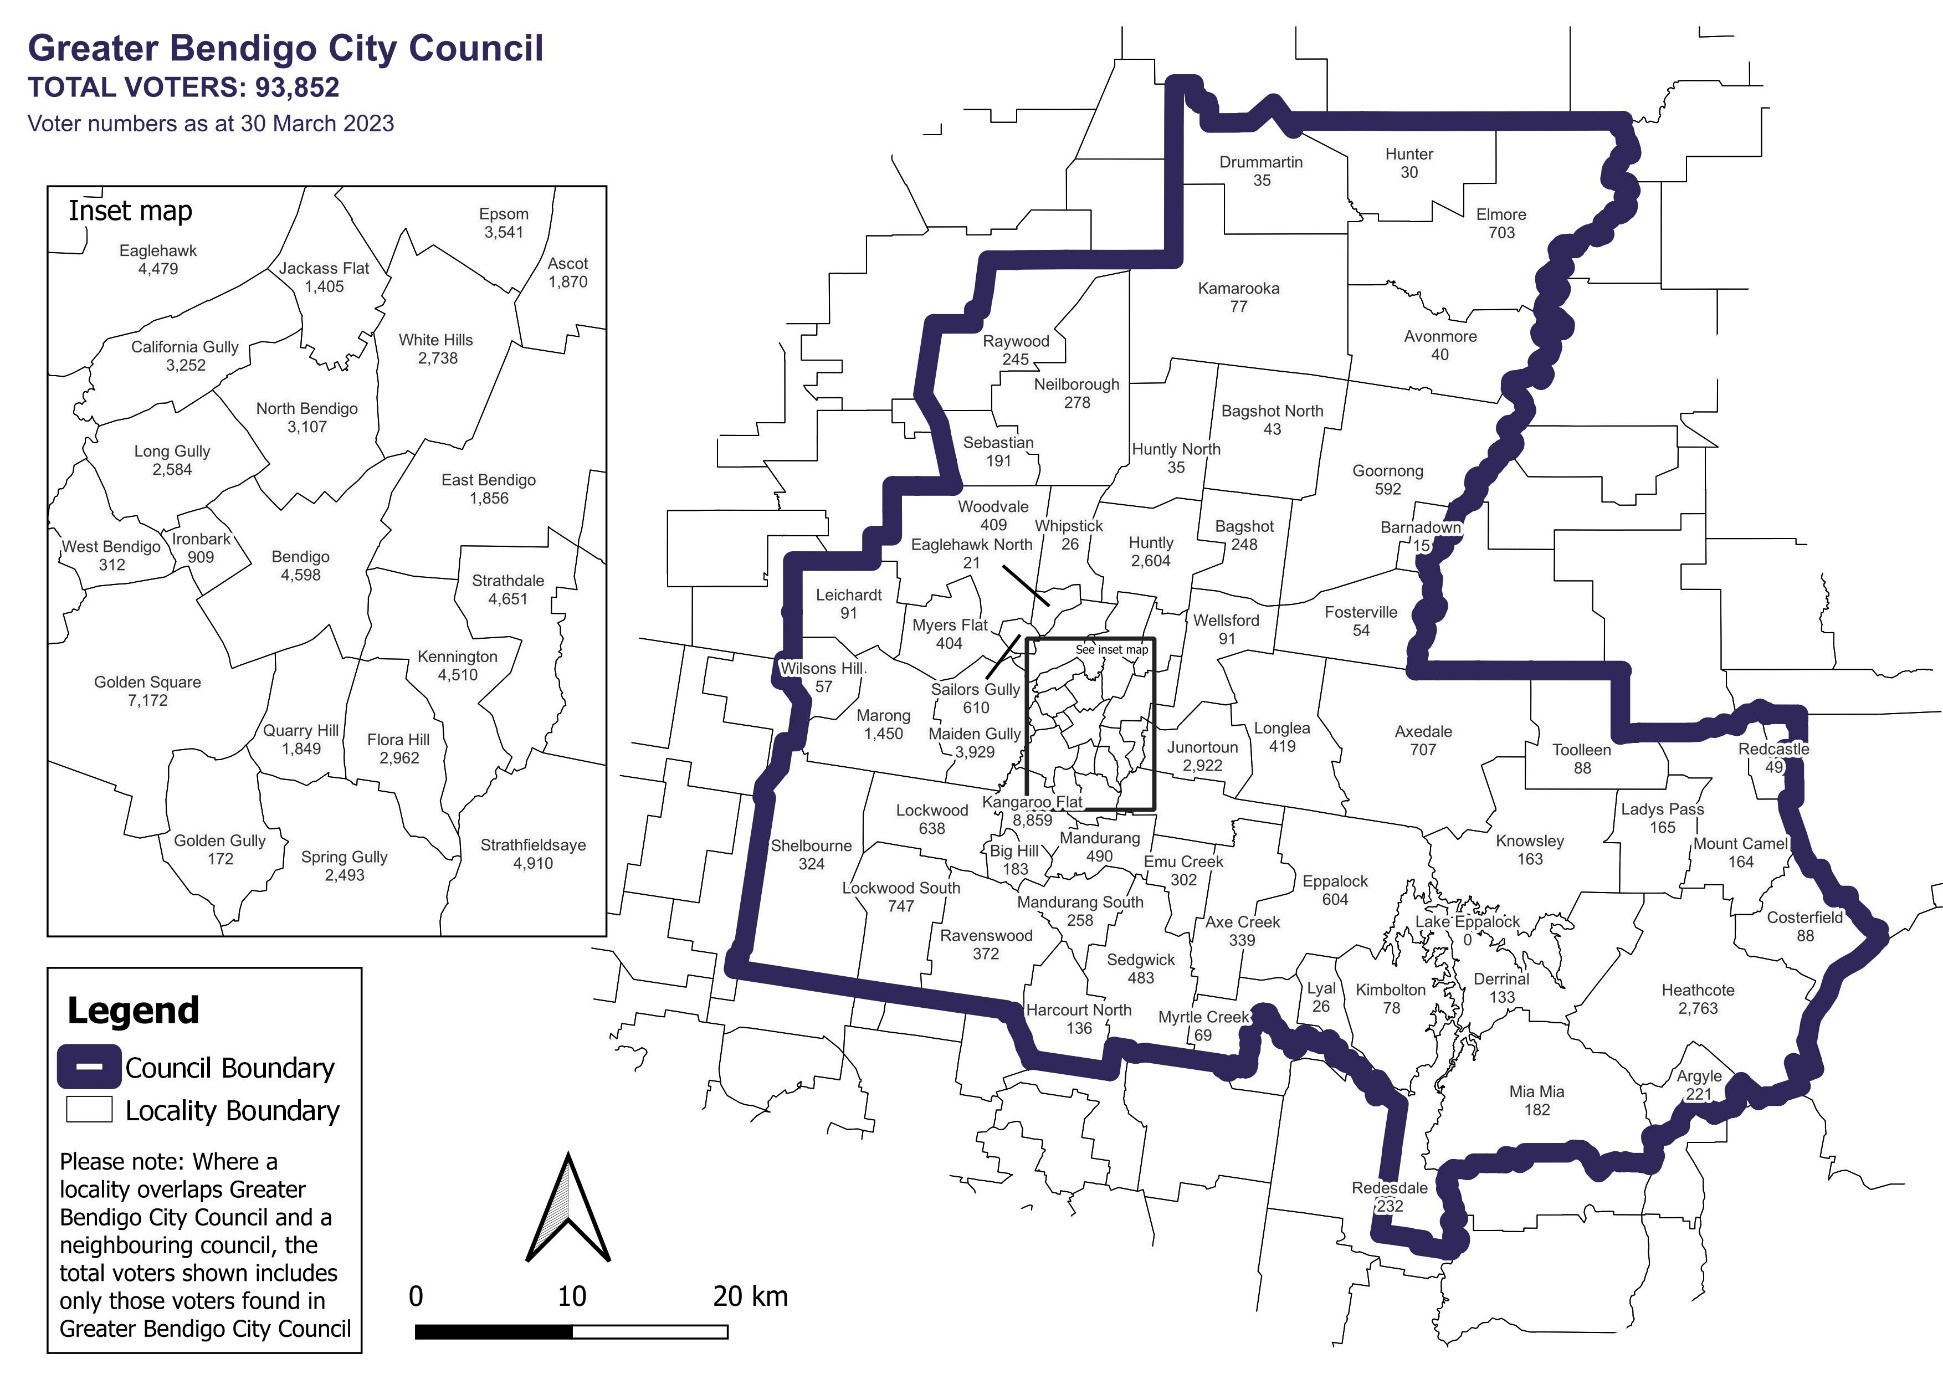 Greater Bendigo City Council
TOTAL VOTERS: 93,852
Voter numbers as at 30 March 2023
Inset map
Eaglehawk
4,479
Jackass Flat
1,405
Epsom
3,541
Ascot
1,870
California Gully
3,252
White Hills
2,738
North Bendigo
3,107
Long Gully
2,584
East Bendigo
1,856
West Bendigo
312
Ironbark
909
Bendigo
4,598
Strathdale
4,651
Golden Square
7,172
Kennington
4,510
Quarry Hill
1,849
Flora Hill
2,962
Golden Gully
172
Spring Gully
2,493
Strathfieldsaye
4,910
Legend
Council Boundary
Locality Boundary
Please note: Where a
locality overlaps Greater
Bendigo City Council and a
neighbouring council, the
total voters shown includes
only those voters found in
Greater Bendigo City Council
0 10 20 km
Drummartin
35
Hunter
30
Elmore
703
Kamarooka
77
Avonmore
40
Raywood
245
Neilborough
278
Bagshot North
43
Sebastian
191
Huntly North
35
Goornong
592
Woodvale
409
Whipstick
26
Eaglehawk North
21
Huntly
2,604
Bagshot
248
Barnadown
15
Leichardt
91
Myers Flat
404
Wellsford
91
Fosterville
54
See inset map
Wilsons Hill
57
Sailors Gully
610
Marong
1,450
Maiden Gully
3,929
Junortoun
2,922
Longlea
419
Axedale
707
Toolleen
88
Redcastle
49
Lockwood
638
Kangaroo Flat
8,859
Ladys Pass
165
Shelbourne
324
Big Hill
183
Mandurang
490
Emu Creek
302
Knowsley
163
Mount Camel
164
Lockwood South
747
Mandurang South
258
Eppalock
604
Axe Creek
339
Lake Eppalock
0
Costerfield
88
Ravenswood
372
Sedgwick
483
Lyal
26
Kimbolton
78
Derrinal
133
Heathcote
2,763
Harcourt North
136
Myrtle Creek
69
Mia Mia
182
Argyle
221
Redesdale
232